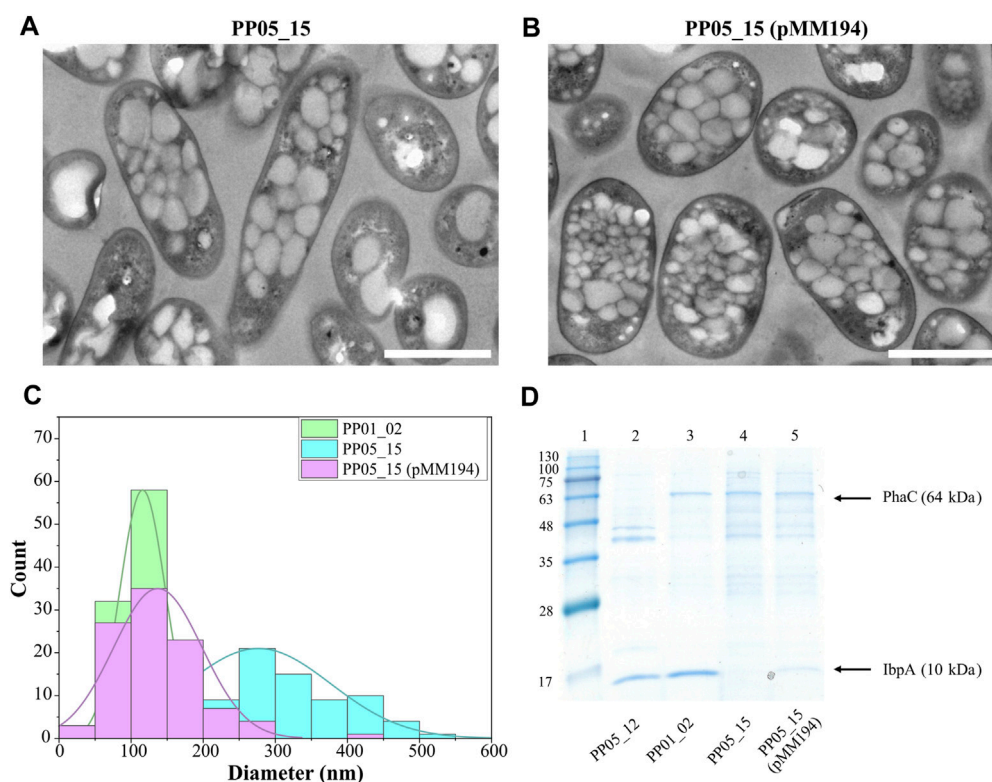 A
PP05_15
B
PP05_15 (pMM194)
C
PP01_02
PP05_15
PP05_15 (pMM194)
70
60
50
40
30
20
10
0
Count
0 100 200 300 400 500 600
Diameter (nm)
D
1 2 3 4 5
130
100
75
63
48
35
28
17
PhaC (64 kDa)
IbpA (10 kDa)
PP05_12
PP01_02
PP05_15
PP05_15
(pMM194)